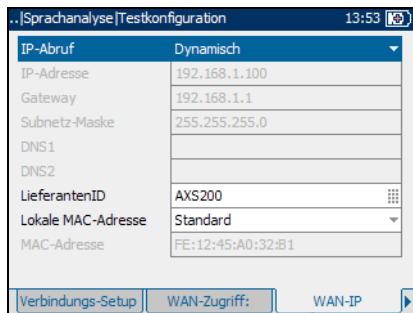 ..|Sprachanalyse|Testkonfiguration 13:53
IP-Abruf Dynamisch
IP-Adresse 192.168.1.100
Gateway 192.168.1.1
Subnetz-Maske 255.255.255.0
DNS1
DNS2
LieferantenID AXS200
Lokale MAC-Adresse Standard
MAC-Adresse FE:12:45:A0:32:B1
Verbindungs-Setup WAN-Zugriff: WAN-IP